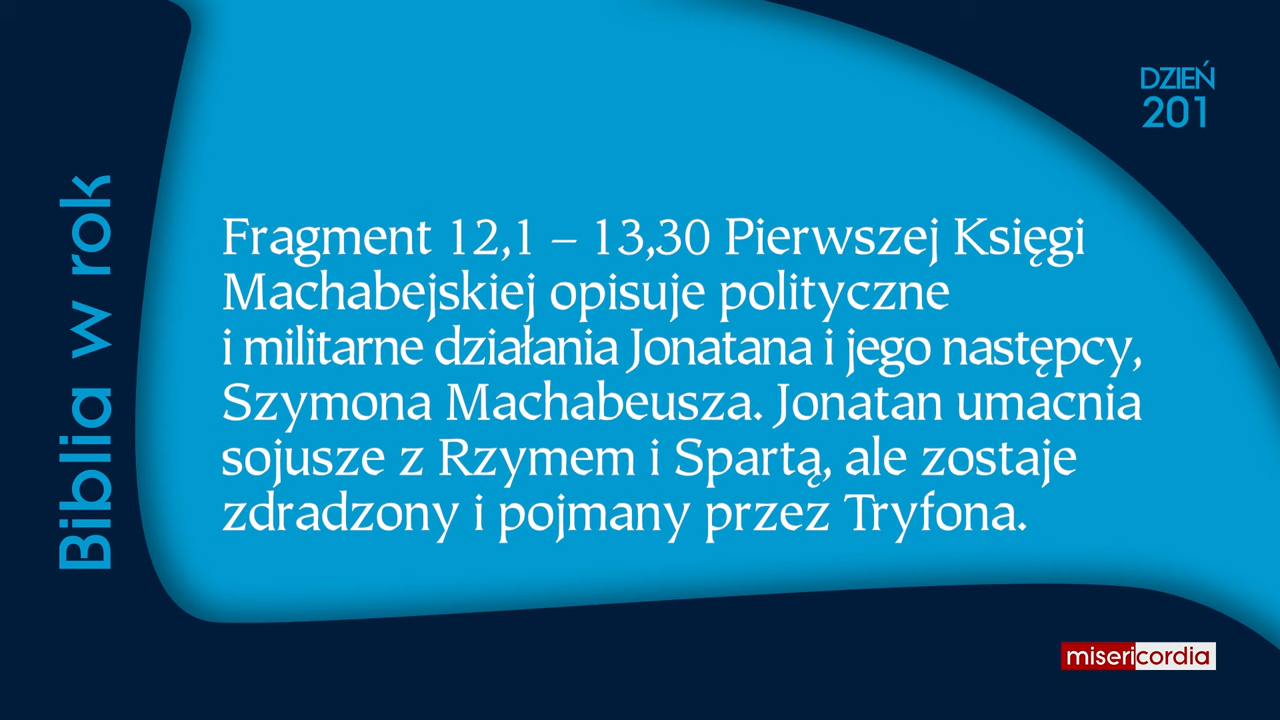 Biblia w rok
DZIEŃ
201
Fragment 12,1 – 13,30 Pierwszej Księgi
Machabejskiej opisuje polityczne
i militarne działania Jonatana i jego następcy,
Szymona Machabeusza. Jonatan umacnia
sojusze z Rzymem i Spartą, ale zostaje
zdradzony i pojmany przez Tryfona.
misericordia